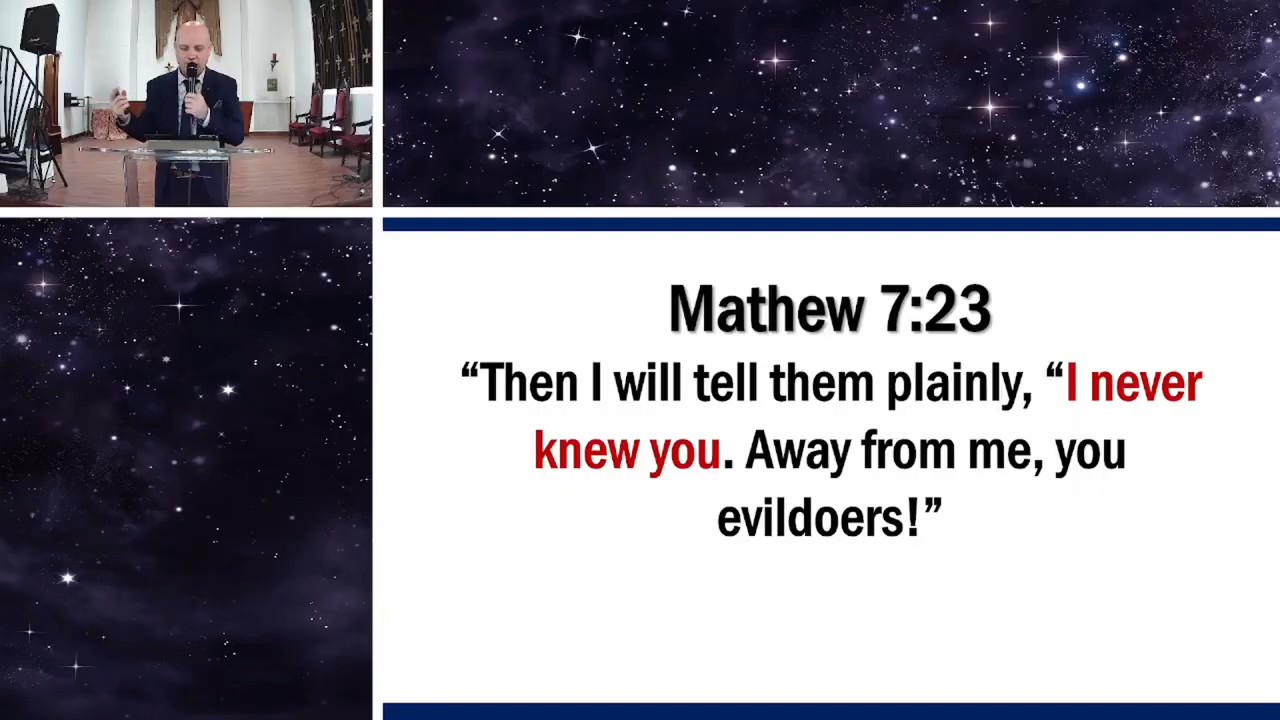 Mathew 7:23
“Then I will tell them plainly, “I never
knew you. Away from me, you
evildoers!”